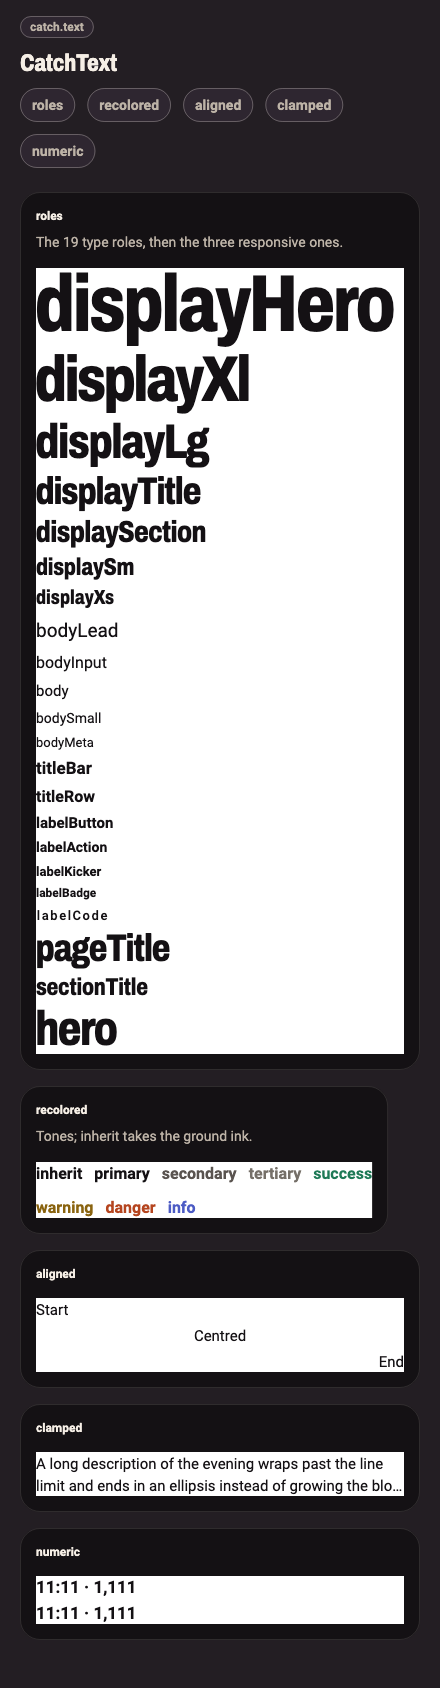 catch.text
CatchText
roles recolored aligned clamped
numeric
roles
The 19 type roles, then the three responsive ones.
displayHero
displayXl
displayLg
displayTitle
displaySection
displaySm
displayXs
bodyLead
bodyInput
body
bodySmall
bodyMeta
titleBar
titleRow
labelButton
labelAction
labelKicker
labelBadge
labelCode
pageTitle
sectionTitle
hero
recolored
Tones; inherit takes the ground ink.
inherit primary secondary tertiary success
warning danger info
aligned
Start
Centred
End
clamped
A long description of the evening wraps past the line
limit and ends in an ellipsis instead of growing the blo…
numeric
11:11 · 1,111
11:11 · 1,111